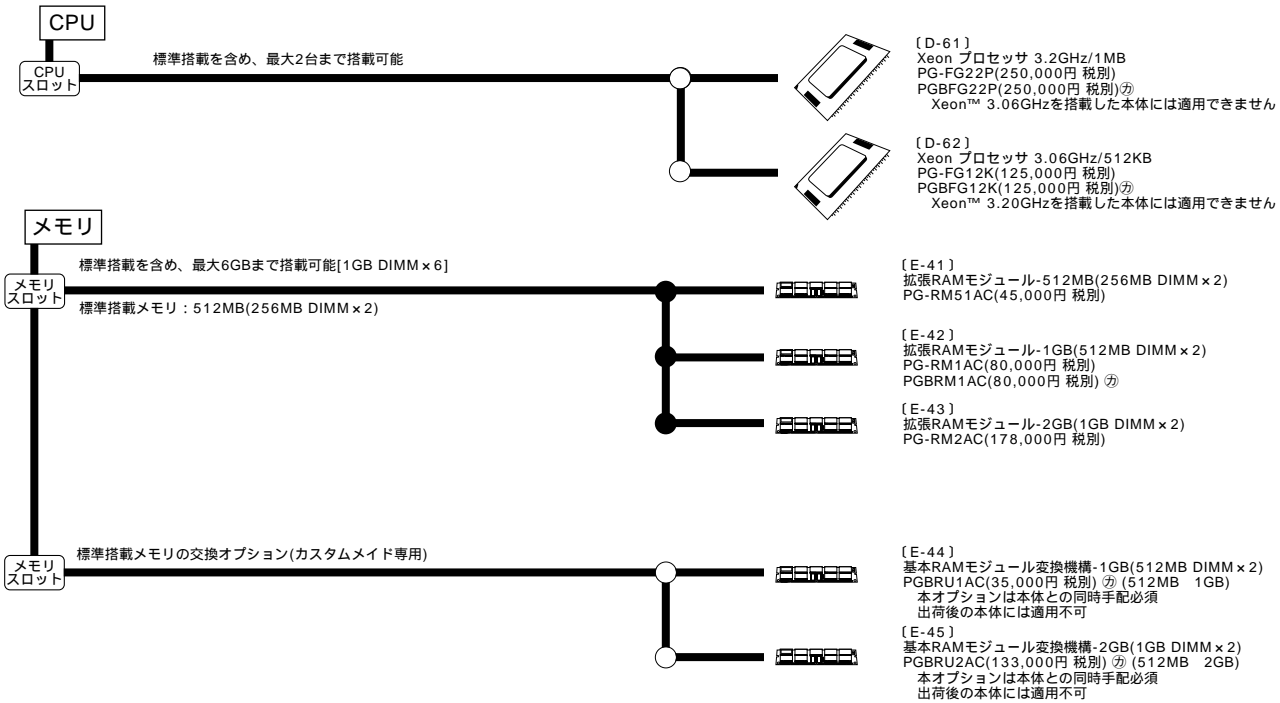 CPU
CPU
スロット
標準搭載を含め、最大2台まで搭載可能
〔D-61〕
Xeon プロセッサ 3.2GHz/1MB
PG-FG22P(250,000円 税別)
PGBFG22P(250,000円 税別)㋕
Xeon™ 3.06GHzを搭載した本体には適用できません
〔D-62〕
Xeon プロセッサ 3.06GHz/512KB
PG-FG12K(125,000円 税別)
PGBFG12K(125,000円 税別)㋕
Xeon™ 3.20GHzを搭載した本体には適用できません
メモリ
メモリ
スロット
標準搭載を含め、最大6GBまで搭載可能[1GB DIMM×6]
標準搭載メモリ：512MB(256MB DIMM×2)
〔E-41〕
拡張RAMモジュール-512MB(256MB DIMM×2)
PG-RM51AC(45,000円 税別)
〔E-42〕
拡張RAMモジュール-1GB(512MB DIMM×2)
PG-RM1AC(80,000円 税別)
PGBRM1AC(80,000円 税別) ㋕
〔E-43〕
拡張RAMモジュール-2GB(1GB DIMM×2)
PG-RM2AC(178,000円 税別)
メモリ
スロット
標準搭載メモリの交換オプション(カスタムメイド専用)
〔E-44〕
基本RAMモジュール変換機構-1GB(512MB DIMM×2)
PGBRU1AC(35,000円 税別) ㋕ (512MB　1GB)
本オプションは本体との同時手配必須
出荷後の本体には適用不可
〔E-45〕
基本RAMモジュール変換機構-2GB(1GB DIMM×2)
PGBRU2AC(133,000円 税別) ㋕ (512MB　2GB)
本オプションは本体との同時手配必須
出荷後の本体には適用不可